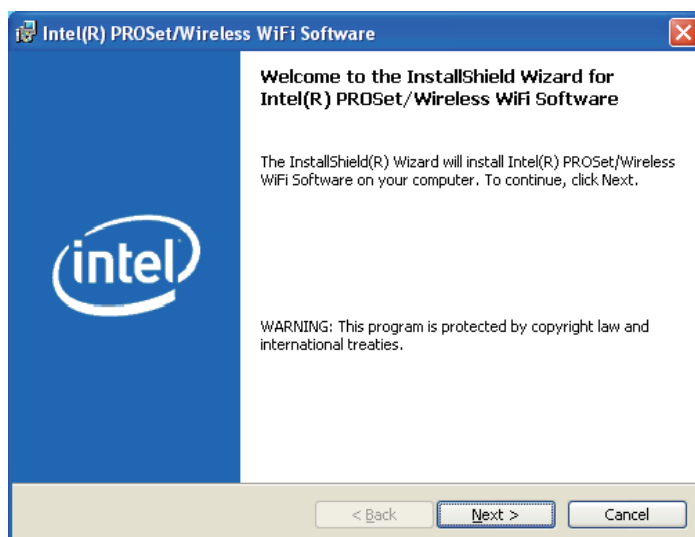 Intel(R) PROSet/Wireless WiFi Software
Welcome to the InstallShield Wizard for
Intel(R) PROSet/Wireless WiFi Software
The InstallShield(R) Wizard will install Intel(R) PROSet/Wireless
WiFi Software on your computer. To continue, click Next.
intel
WARNING: This program is protected by copyright law and
international treaties.
< Back
Next >
Cancel